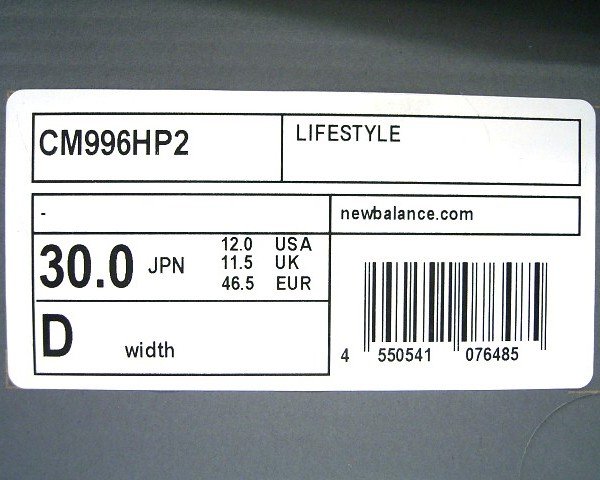 CM996HP2
LIFESTYLE
-
newbalance.com
30.0 JPN
12.0 USA
11.5 UK
46.5 EUR
D width
4 550541 076485